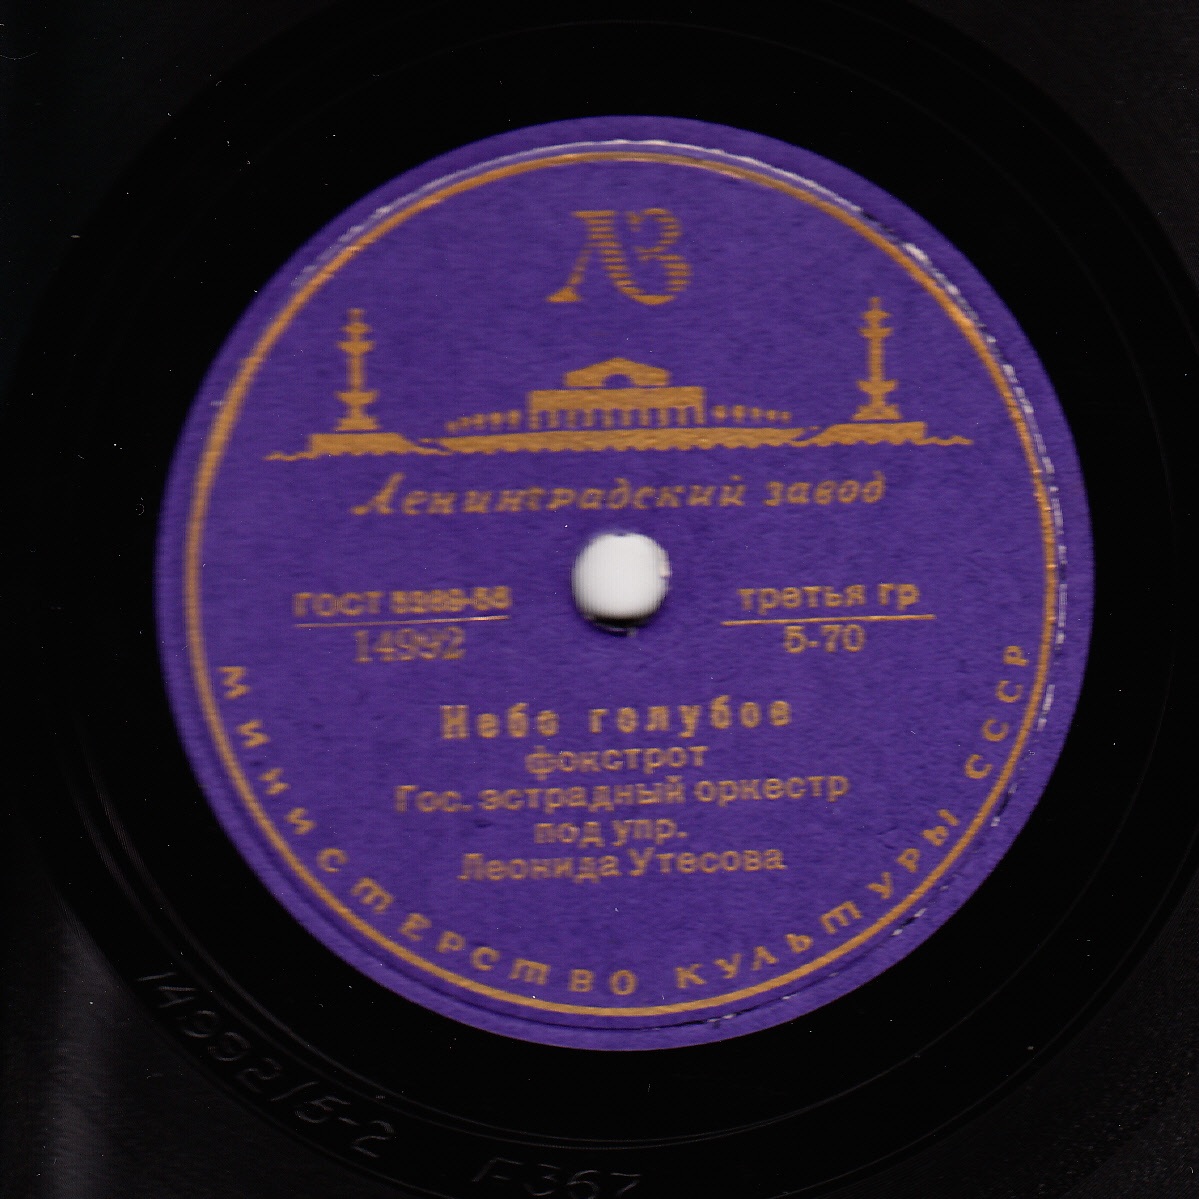 ЛЗ
Ленинградский завод
ГОСТ 5289-56
14992
третья гр
5-70
Небо голубое
фокстрот
Гос. эстрадный оркестр
под упр.
Леонида Утесова
МИНИСТЕРСТВО КУЛЬТУРЫ СССР
14992/5-2
F367